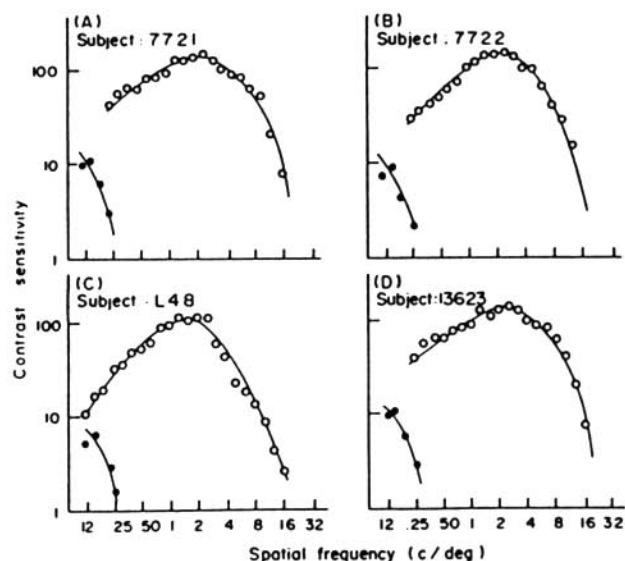 (A)
Subject: 7721
(B)
Subject.7722
100
10
1
(C)
Subject · L48
(D)
Subject:13623
100
10
1
Contrast sensitivity
12 .25 .50 1 2 4 8 16 32
12 .25 .50 1 2 4 8 16 32
Spatial frequency (c/deg)